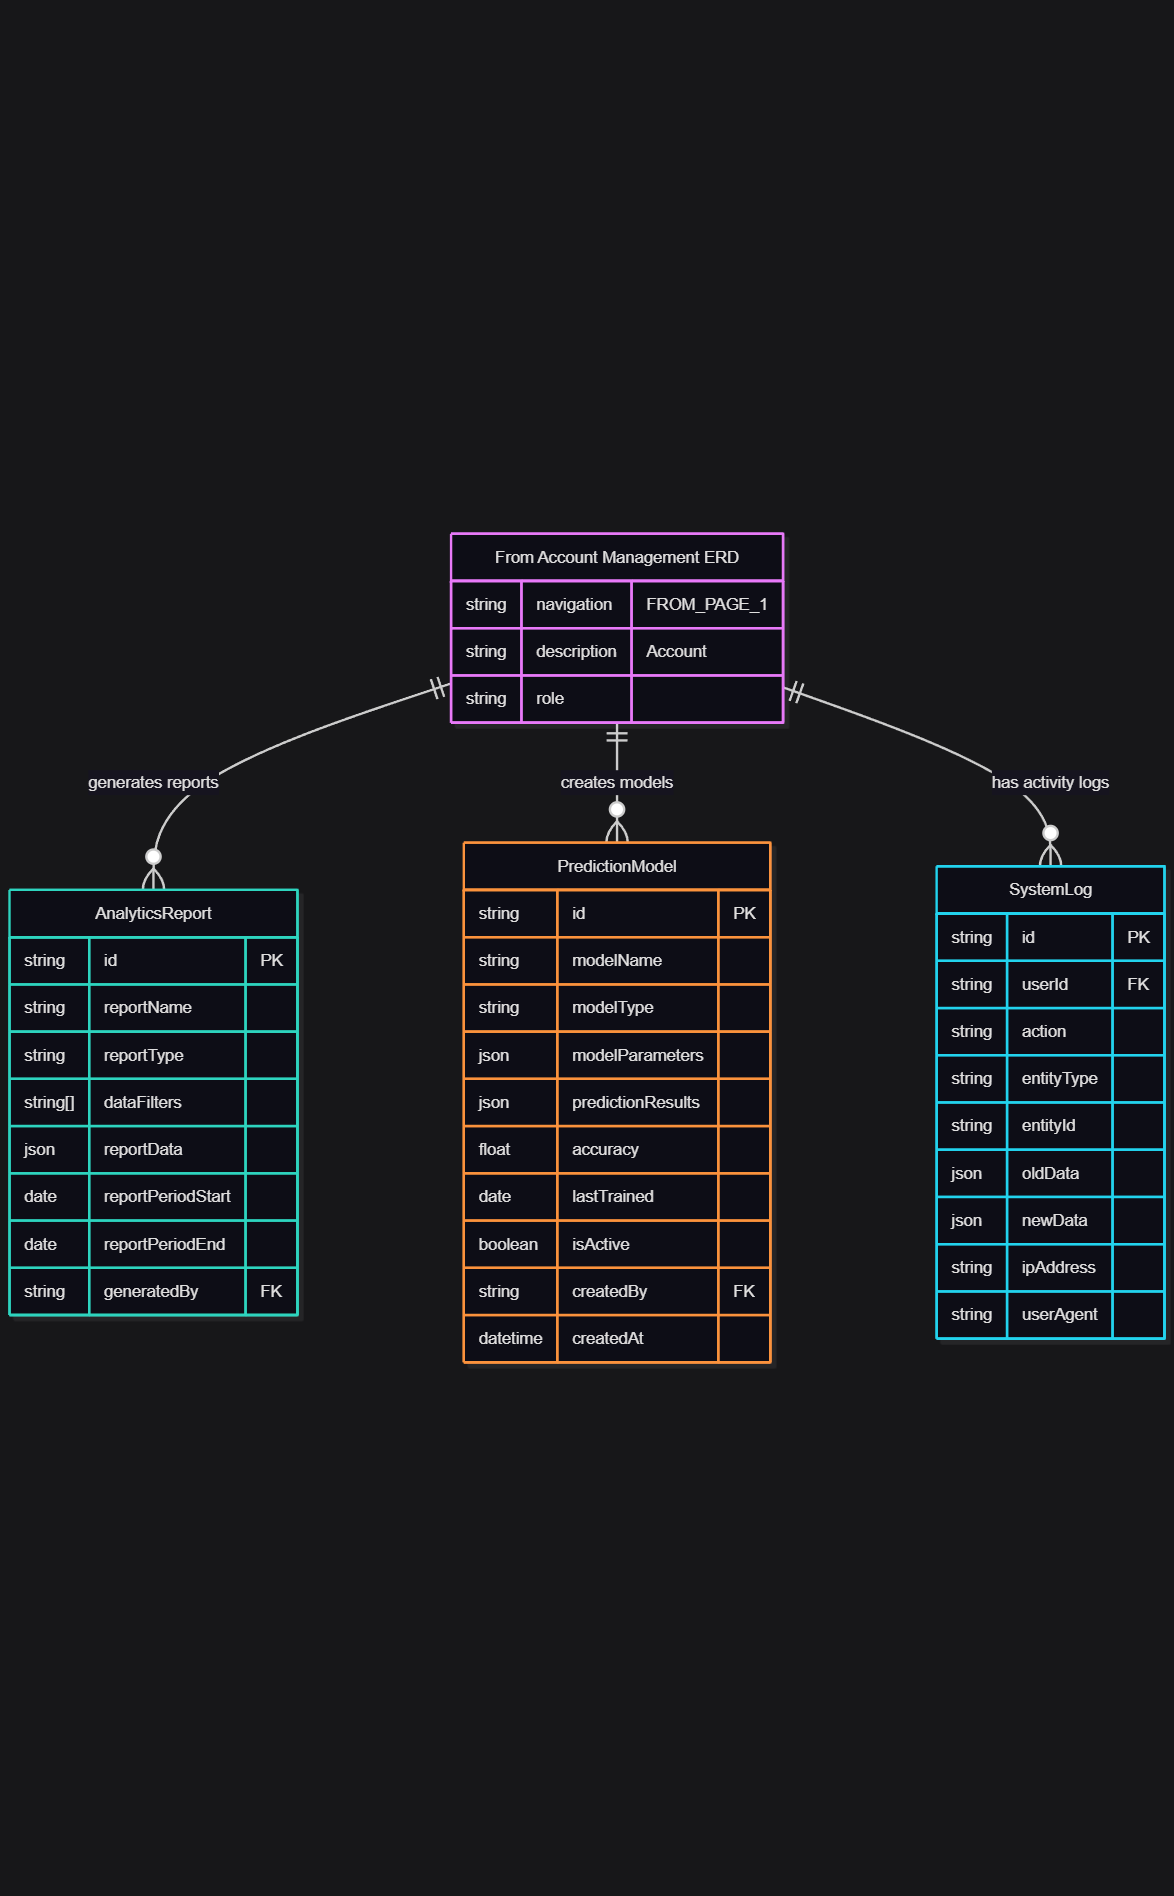 From Account Management ERD
string navigation FROM_PAGE_1
string description Account
string role
generates reports
creates models
has activity logs
AnalyticsReport
string id PK
string reportName
string reportType
string[] dataFilters
json reportData
date reportPeriodStart
date reportPeriodEnd
string generatedBy FK
PredictionModel
string id PK
string modelName
string modelType
json modelParameters
json predictionResults
float accuracy
date lastTrained
boolean isActive
string createdBy FK
datetime createdAt
SystemLog
string id PK
string userId FK
string action
string entityType
string entityId
json oldData
json newData
string ipAddress
string userAgent